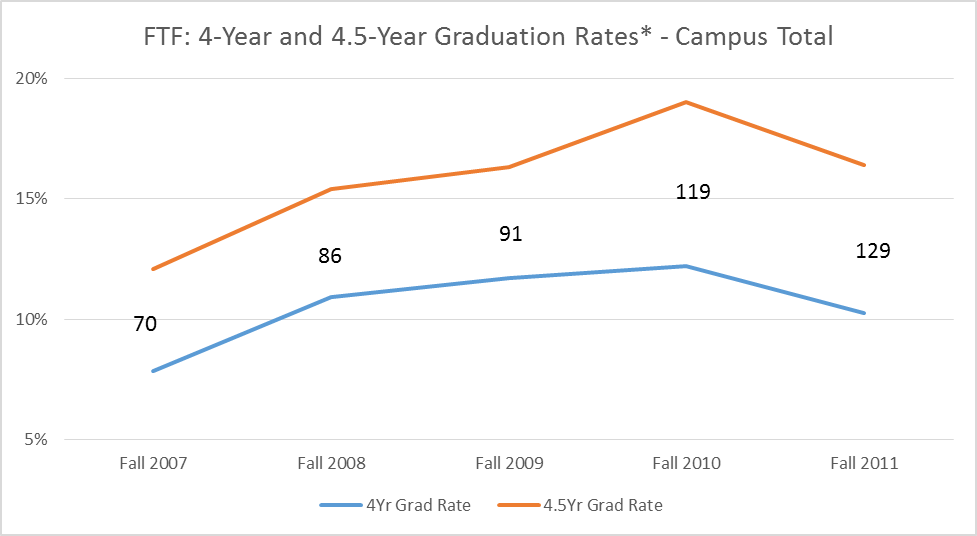 FTF: 4-Year and 4.5-Year Graduation Rates* - Campus Total
20%
15%
10%
5%
70
86
91
119
129
Fall 2007
Fall 2008
Fall 2009
Fall 2010
Fall 2011
4Yr Grad Rate
4.5Yr Grad Rate